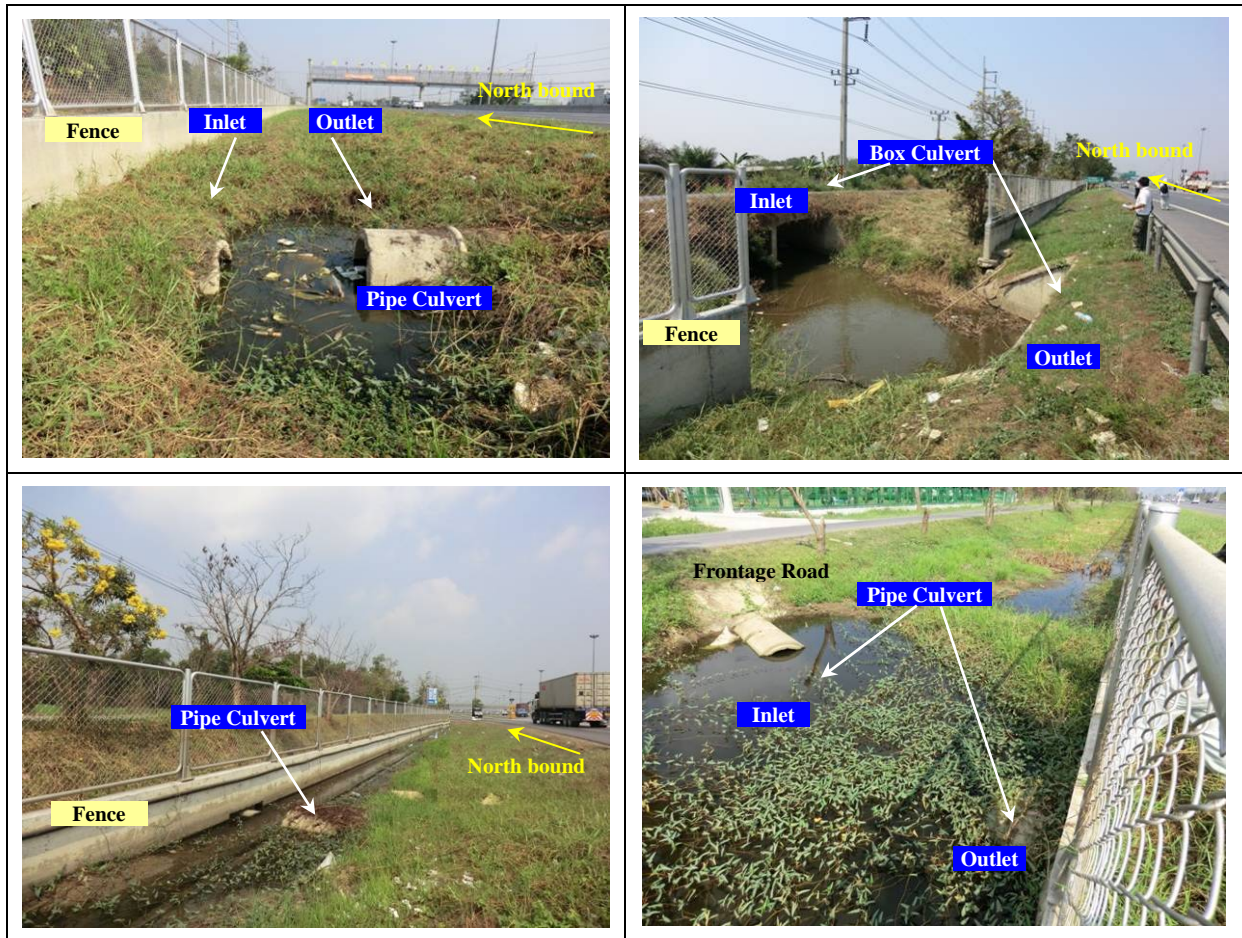 North bound
Inlet
Outlet
Fence
Pipe Culvert
Box Culvert
North bound
Inlet
Fence
Outlet
Pipe Culvert
North bound
Fence
Frontage Road
Pipe Culvert
Inlet
Outlet